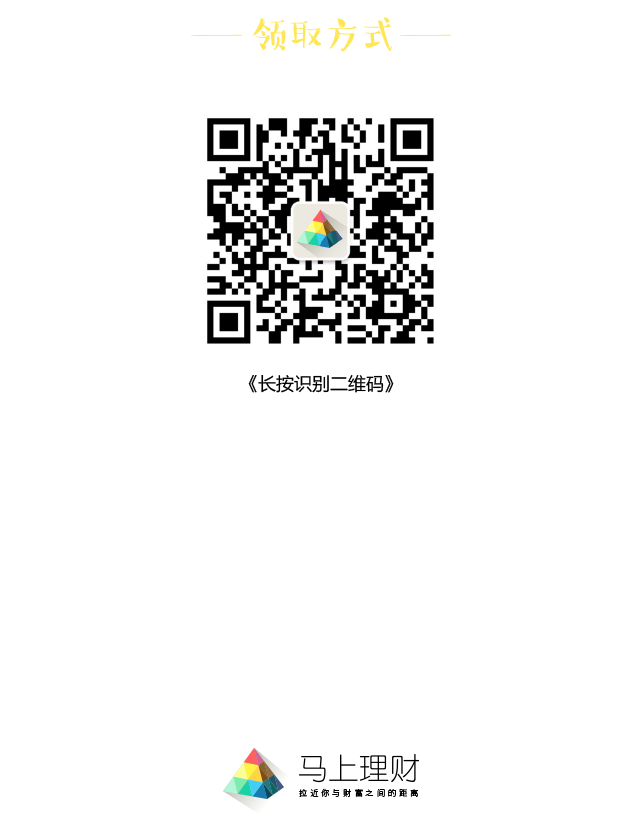 领取方式
《长按识别二维码》
马上理财
拉近你与财富之间的距离